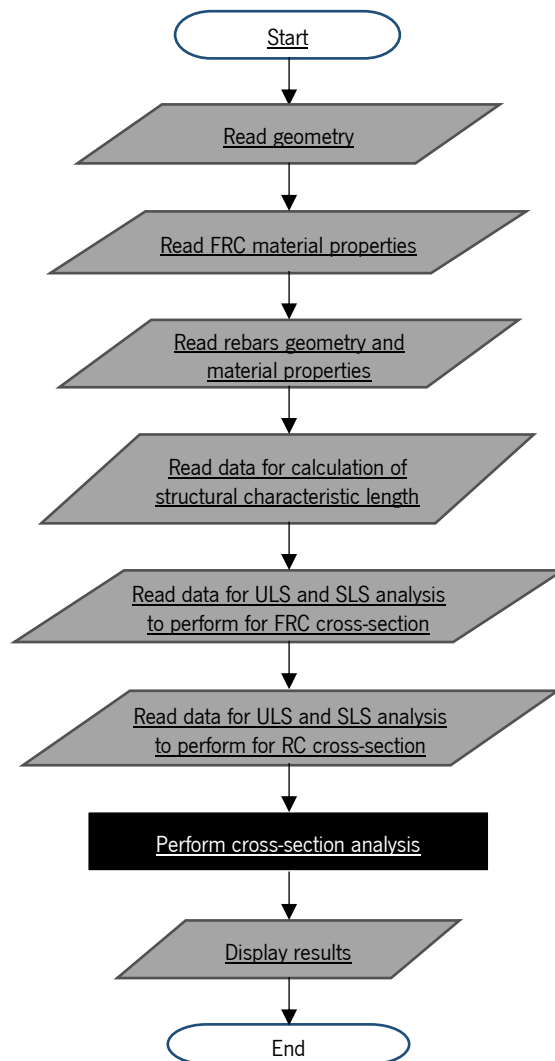 Start
Read geometry
Read FRC material properties
Read rebars geometry and
material properties
Read data for calculation of
structural characteristic length
Read data for ULS and SLS analysis
to perform for FRC cross-section
Read data for ULS and SLS analysis
to perform for RC cross-section
Perform cross-section analysis
Display results
End